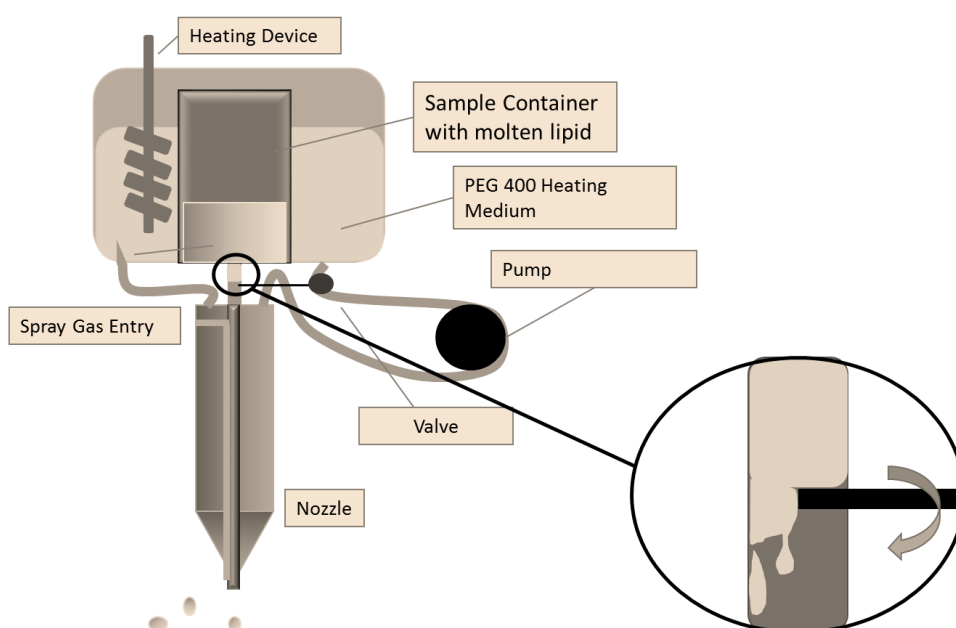 Heating Device
Sample Container
with molten lipid
PEG 400 Heating
Medium
Pump
Spray Gas Entry
Valve
Nozzle